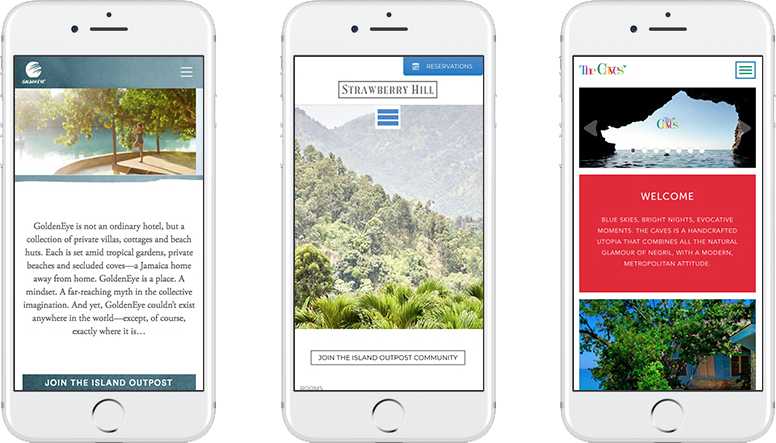 GOLDENEYE
GoldenEye is not an ordinary hotel, but a
collection of private villas, cottages and beach
huts. Each is set amid tropical gardens, private
beaches and secluded coves—a Jamaica home
away from home. GoldenEye is a place. A
mindset. A far-reaching myth in the collective
imagination. And yet, GoldenEye couldn't exist
anywhere in the world—except, of course,
exactly where it is…
JOIN THE ISLAND OUTPOST
RESERVATIONS
STRAWBERRY HILL
JOIN THE ISLAND OUTPOST COMMUNITY
ROOMS
The CAVES
The CAVES
WELCOME
BLUE SKIES, BRIGHT NIGHTS, EVOCATIVE
MOMENTS. THE CAVES IS A HANDCRAFTED
UTOPIA THAT COMBINES ALL THE NATURAL
GLAMOUR OF NEGRIL, WITH A MODERN,
METROPOLITAN ATTITUDE.